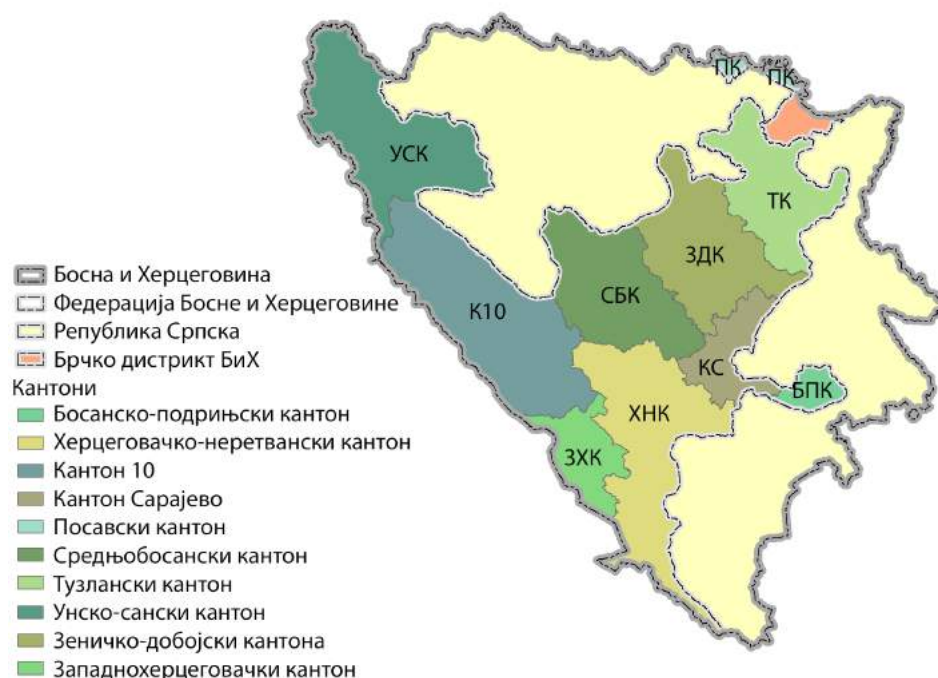 ПК
ПК
УСК
ТК
ЗДК
СБК
К10
КС
БПК
ХНК
ЗХК
Босна и Херцеговина
Федерација Босне и Херцеговине
Република Српска
Брчко дистрикт БиХ
Кантони
Босанско-подрињски кантон
Херцеговачко-неретвански кантон
Кантон 10
Кантон Сарајево
Посавски кантон
Средњобосански кантон
Тузлански кантон
Унско-сански кантон
Зеничко-добојски кантона
Западнохерцеговачки кантон